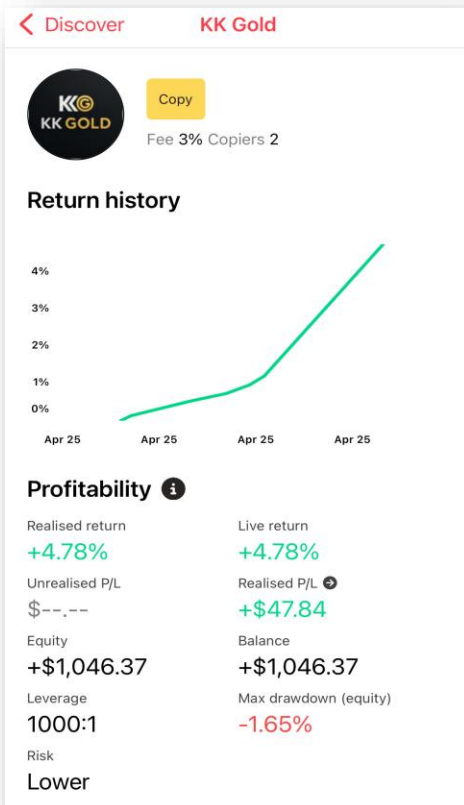 Discover KK Gold
KKG
KK GOLD
Copy
Fee 3% Copiers 2
Return history
4%
3%
2%
1%
0%
Apr 25 Apr 25 Apr 25 Apr 25
Profitability i
Realised return Live return
+4.78% +4.78%
Unrealised P/L Realised P/L
$--.-- +$47.84
Equity Balance
+$1,046.37 +$1,046.37
Leverage Max drawdown (equity)
1000:1 -1.65%
Risk
Lower